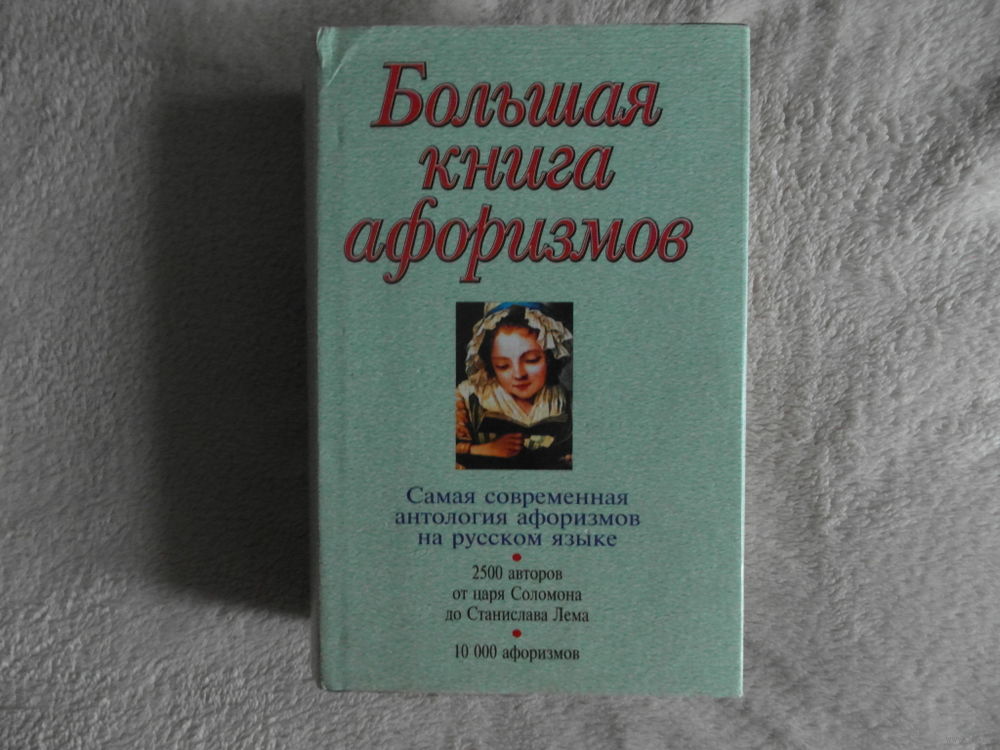 Большая
книга
афоризмов
Самая современная
антология афоризмов
на русском языке
•
2500 авторов
от царя Соломона
до Станислава Лема
•
10 000 афоризмов